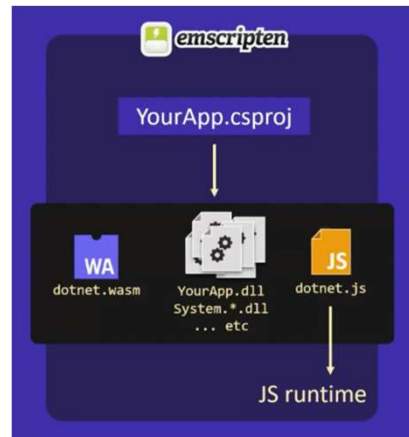 emscripten
YourApp.csproj
WA
dotnet.wasm
YourApp.dll
System.*.dll
... etc
JS
dotnet.js
JS runtime